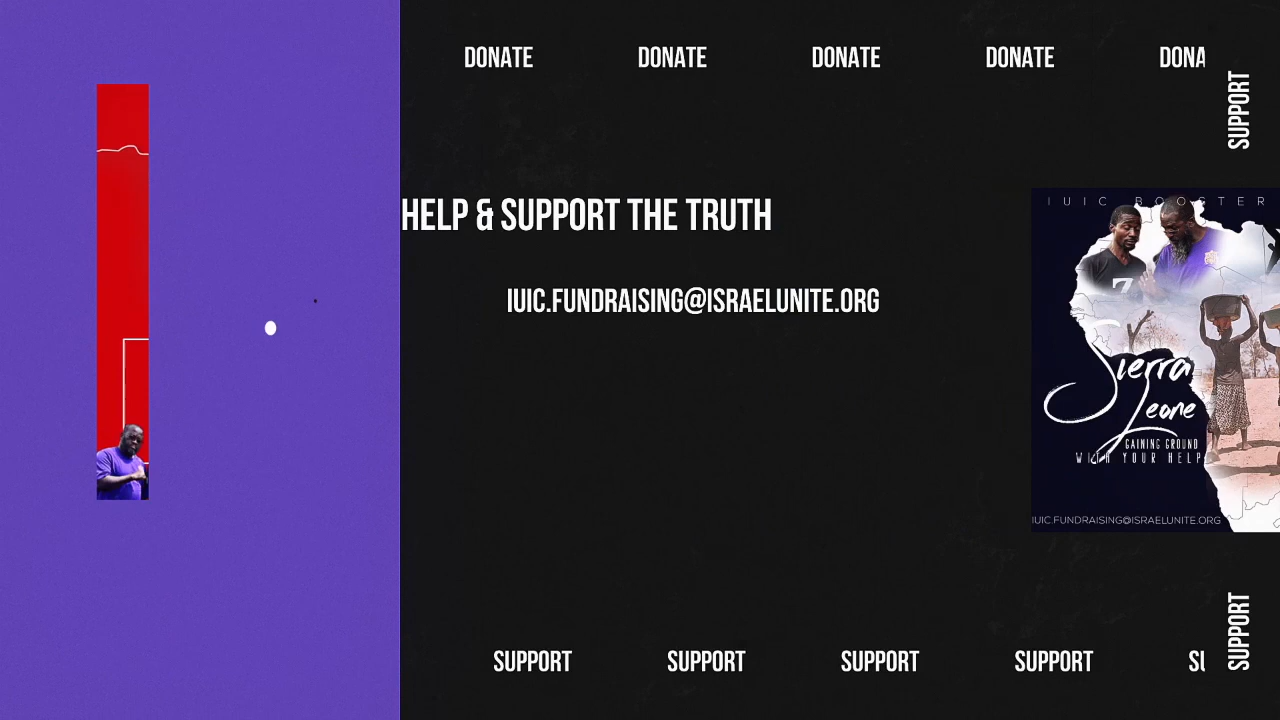 DONATE DONATE DONATE DONATE DONA
SUPPORT
HELP & SUPPORT THE TRUTH
IUIC.FUNDRAISING@ISRAELUNITE.ORG
IUIC BOOSTER
7
Sierra
Leone
GAINING GROUND
WITH YOUR HELP
IUIC.FUNDRAISING@ISRAELUNITE.ORG
SUPPORT SUPPORT SUPPORT SUPPORT SU
SUPPORT